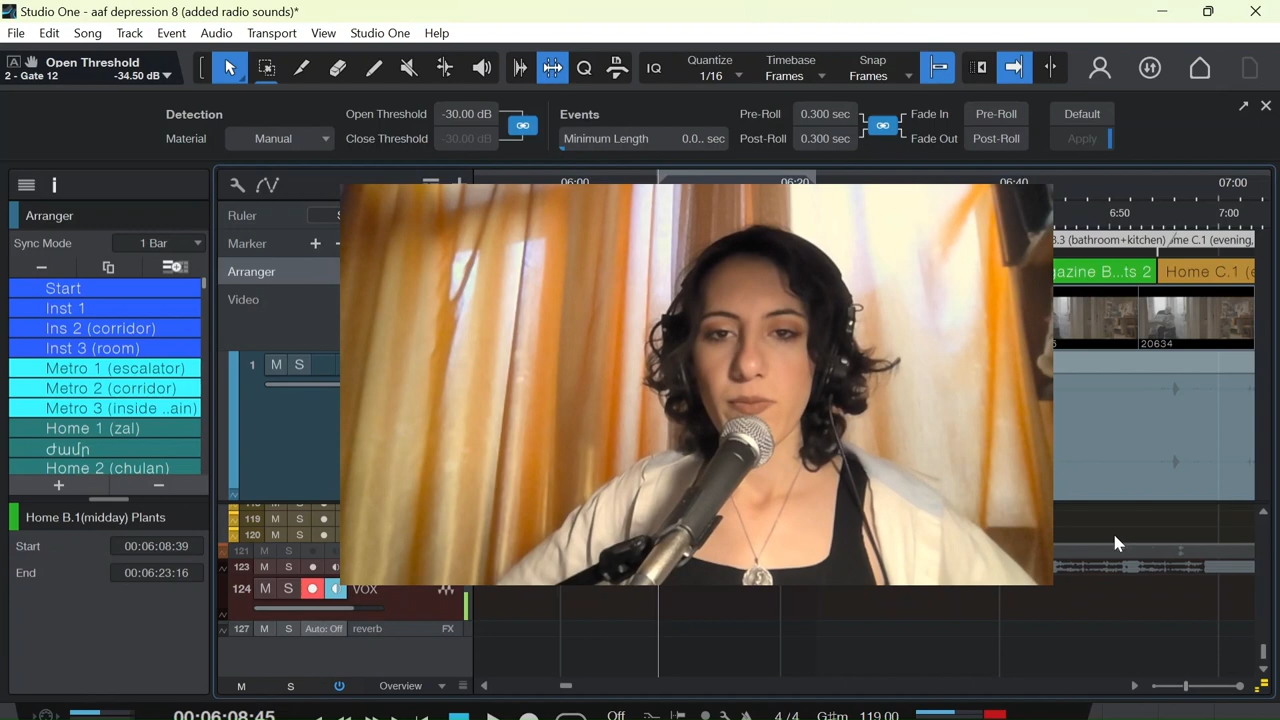 Studio One - aaf depression 8 (added radio sounds)*
File Edit Song Track Event Audio Transport View Studio One Help
A Open Threshold
2 - Gate 12 -34.50 dB
IQ
Quantize
1/16
Timebase
Frames
Snap
Frames
Detection
Material Manual
Open Threshold -30.00 dB
Close Threshold -30.00 dB
Events
Minimum Length 0.0.. sec
Pre-Roll 0.300 sec
Post-Roll 0.300 sec
Fade In Pre-Roll
Fade Out Post-Roll
Default
Apply
Arranger
Sync Mode 1 Bar
Start
Inst 1
Ins 2 (corridor)
Inst 3 (room)
Metro 1 (escalator)
Metro 2 (corridor)
Metro 3 (inside ..ain)
Home 1 (zal)
Ժամը
Home 2 (chulan)
Home B.1(midday) Plants
Start 00:06:08:39
End 00:06:23:16
Ruler
Marker
Arranger
Video
06:00 06:20 06:40 07:00
6:50 7:00
3.3 (bathroom+kitchen) me C.1 (evening,
azine B...ts 2 Home C.1 (e
20634
1 M S
119 M S
120 M S
121 M S
123 M S
124 M S VOX
127 M S Auto: Off reverb FX
M S Overview
00:06:08:45 Off 4/4 G#m 119.00